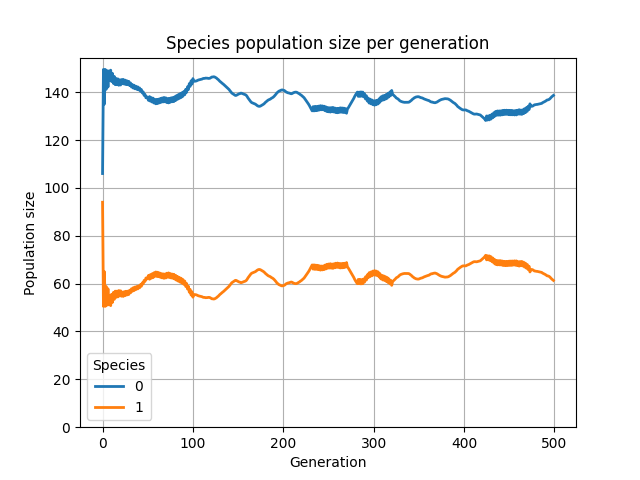 Species population size per generation
Population size
140
120
100
80
60
40
20
0
Species
0
1
0 100 200 300 400 500
Generation